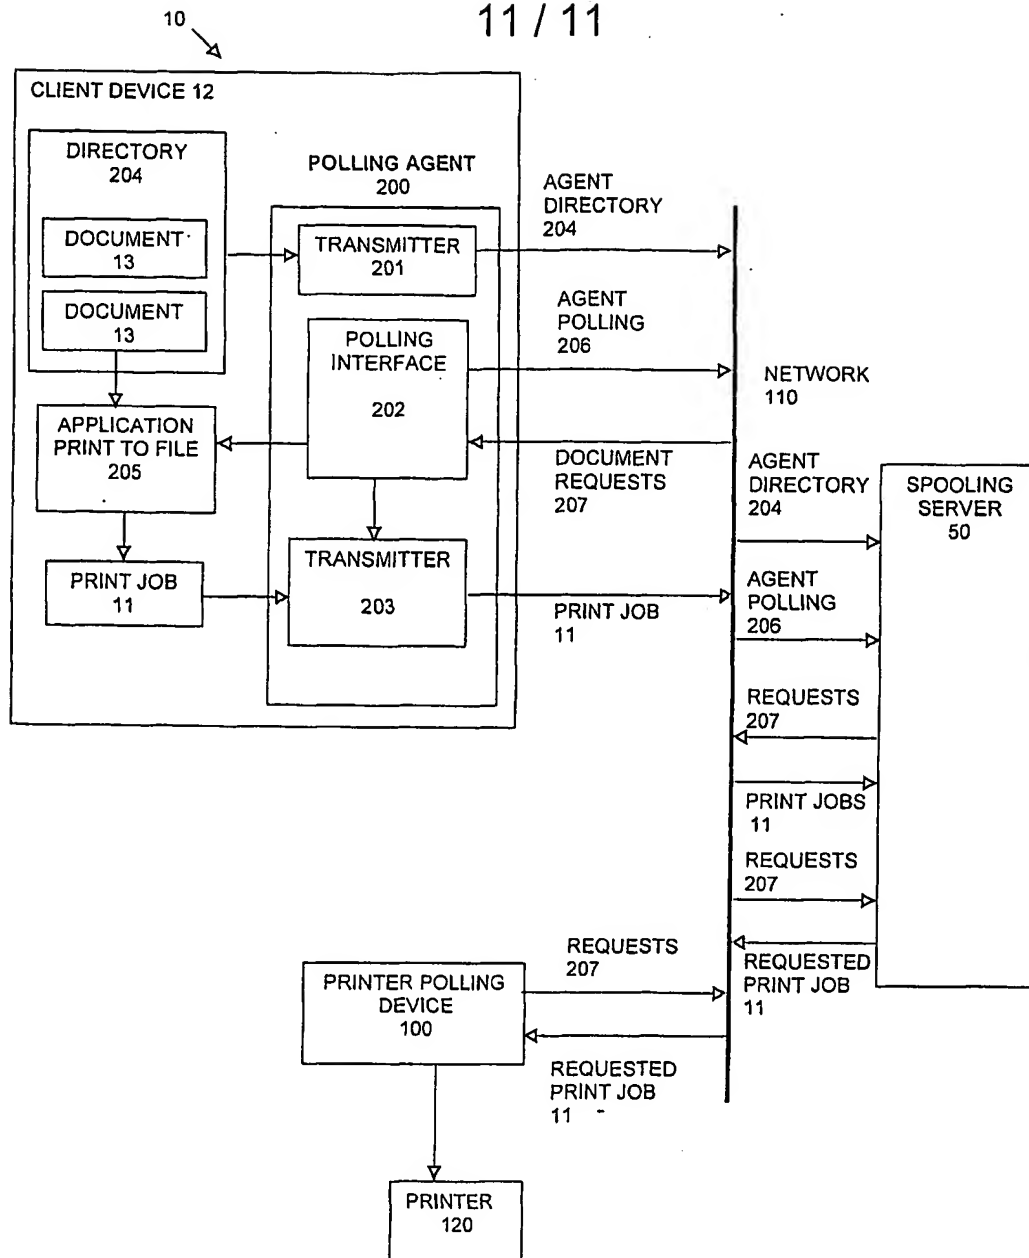 11 / 11
10
CLIENT DEVICE 12
DIRECTORY
204
DOCUMENT
13
DOCUMENT
13
APPLICATION
PRINT TO FILE
205
PRINT JOB
11
POLLING AGENT
200
TRANSMITTER
201
POLLING
INTERFACE
202
TRANSMITTER
203
AGENT
DIRECTORY
204
AGENT
POLLING
206
DOCUMENT
REQUESTS
207
PRINT JOB
11
NETWORK
110
AGENT
DIRECTORY
204
AGENT
POLLING
206
REQUESTS
207
PRINT JOBS
11
REQUESTS
207
REQUESTED
PRINT JOB
11
SPOOLING
SERVER
50
REQUESTS
207
PRINTER POLLING
DEVICE
100
REQUESTED
PRINT JOB
11
PRINTER
120